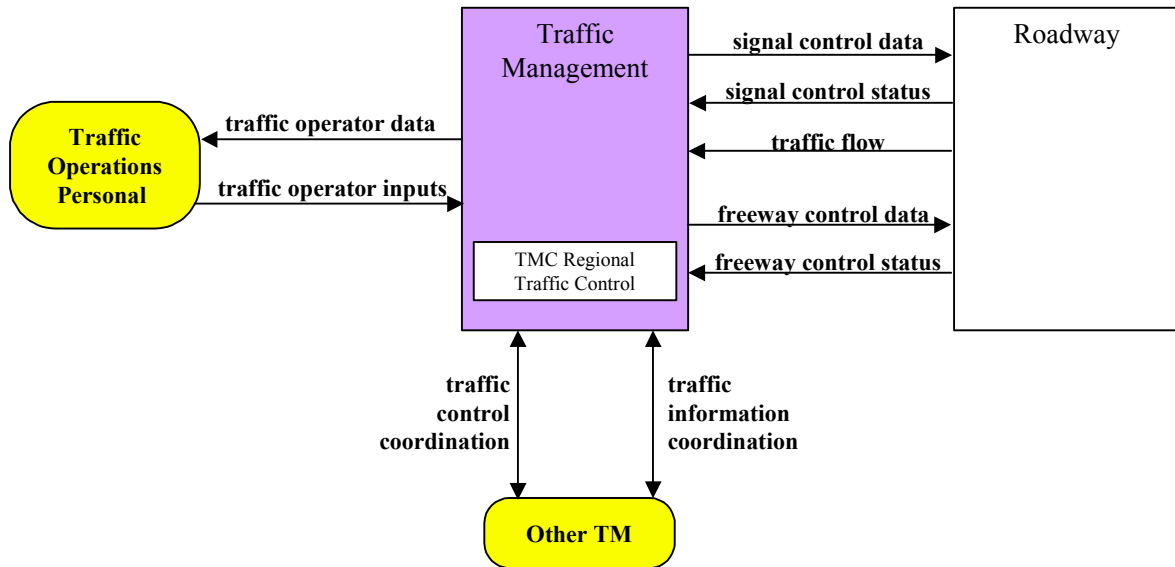 Traffic
Management
Roadway
signal control data
signal control status
traffic flow
freeway control data
freeway control status
Traffic
Operations
Personal
traffic operator data
traffic operator inputs
TMC Regional
Traffic Control
traffic
control
coordination
traffic
information
coordination
Other TM